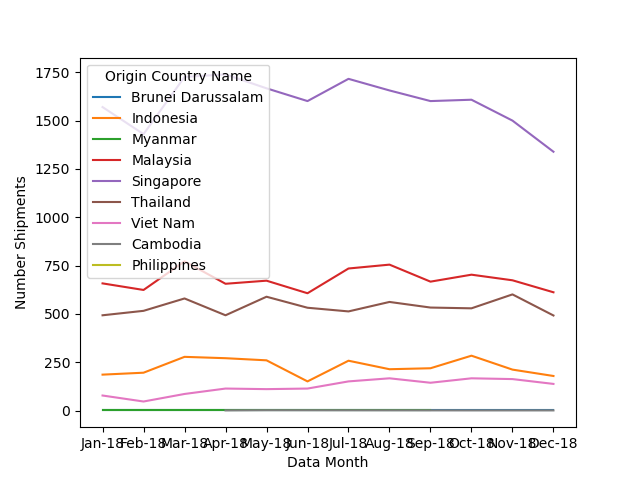 Origin Country Name
Brunei Darussalam
Indonesia
Myanmar
Malaysia
Singapore
Thailand
Viet Nam
Cambodia
Philippines
1750
1500
1250
1000
750
500
250
0
Number Shipments
Jan-18 Feb-18 Mar-18 Apr-18 May-18 Jun-18 Jul-18 Aug-18 Sep-18 Oct-18 Nov-18 Dec-18
Data Month